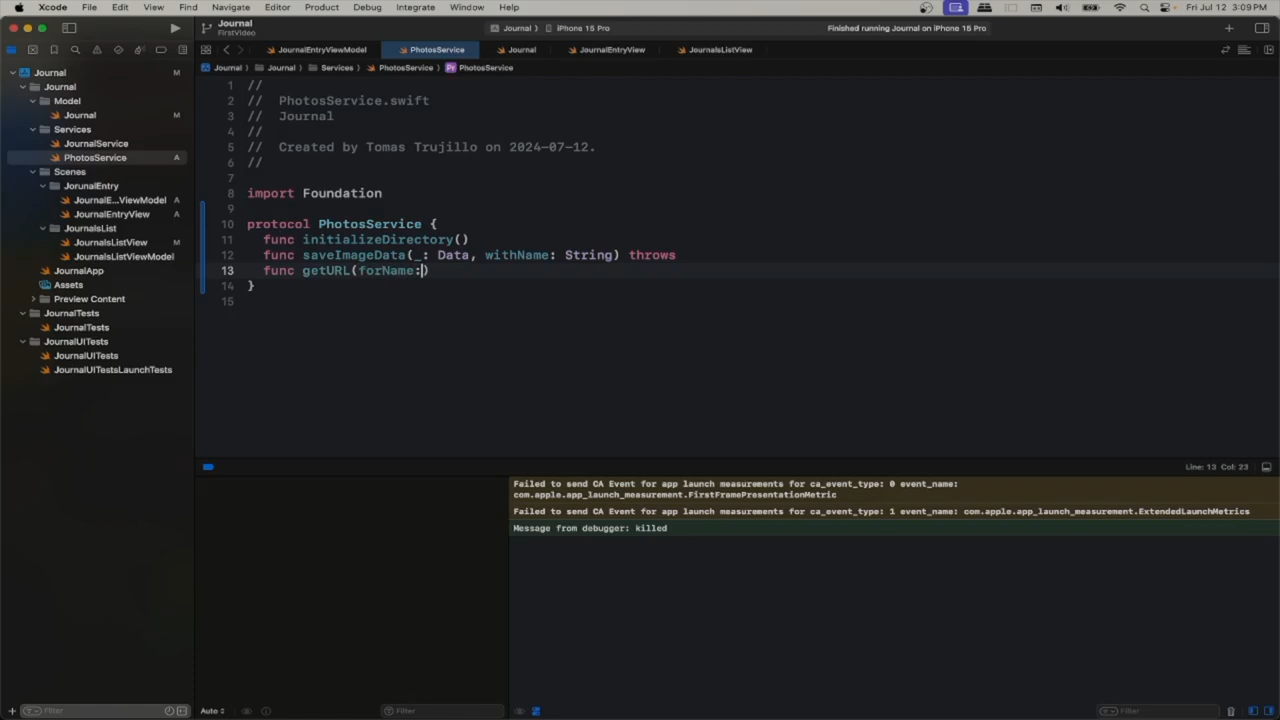 Xcode File Edit View Find Navigate Editor Product Debug Integrate Window Help Fri Jul 12 3:09 PM
Journal
FirstVideo
Journal iPhone 15 Pro
Finished running Journal on iPhone 15 Pro
JournalEntryViewModel PhotosService Journal JournalEntryView JournalsListView
Journal Journal Services PhotosService Pr PhotosService
Journal M
Journal
Model
Journal M
Services
JournalService
PhotosService A
Scenes
JorunalEntry
JournalE...ViewModel A
JournalEntryView A
JournalsList
JournalsListView M
JournalsListViewModel
JournalApp
Assets
Preview Content
JournalTests
JournalTests
JournalUITests
JournalUITests
JournalUITestsLaunchTests
1 //
2 // PhotosService.swift
3 // Journal
4 //
5 // Created by Tomas Trujillo on 2024-07-12.
6 //
7
8 import Foundation
9
10 protocol PhotosService {
11 func initializeDirectory()
12 func saveImageData(_: Data, withName: String) throws
13 func getURL(forName:)
14 }
15
Line: 13 Col: 23
Failed to send CA Event for app launch measurements for ca_event_type: 0 event_name:
com.apple.app_launch_measurement.FirstFramePresentationMetric
Failed to send CA Event for app launch measurements for ca_event_type: 1 event_name: com.apple.app_launch_measurement.ExtendedLaunchMetrics
Message from debugger: killed
Filter Auto Filter Filter